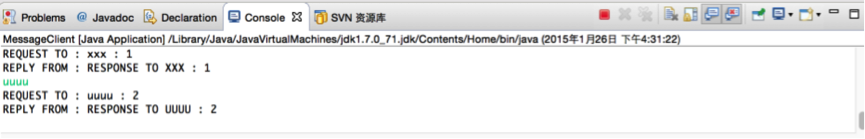 Problems @ Javadoc Declaration Console SVN 资源库
MessageClient [Java Application] /Library/Java/JavaVirtualMachines/jdk1.7.0_71.jdk/Contents/Home/bin/java (2015年1月26日 下午4:31:22)
REQUEST TO : xxx : 1
REPLY FROM : RESPONSE TO XXX : 1
uuuu
REQUEST TO : uuuu : 2
REPLY FROM : RESPONSE TO UUUU : 2